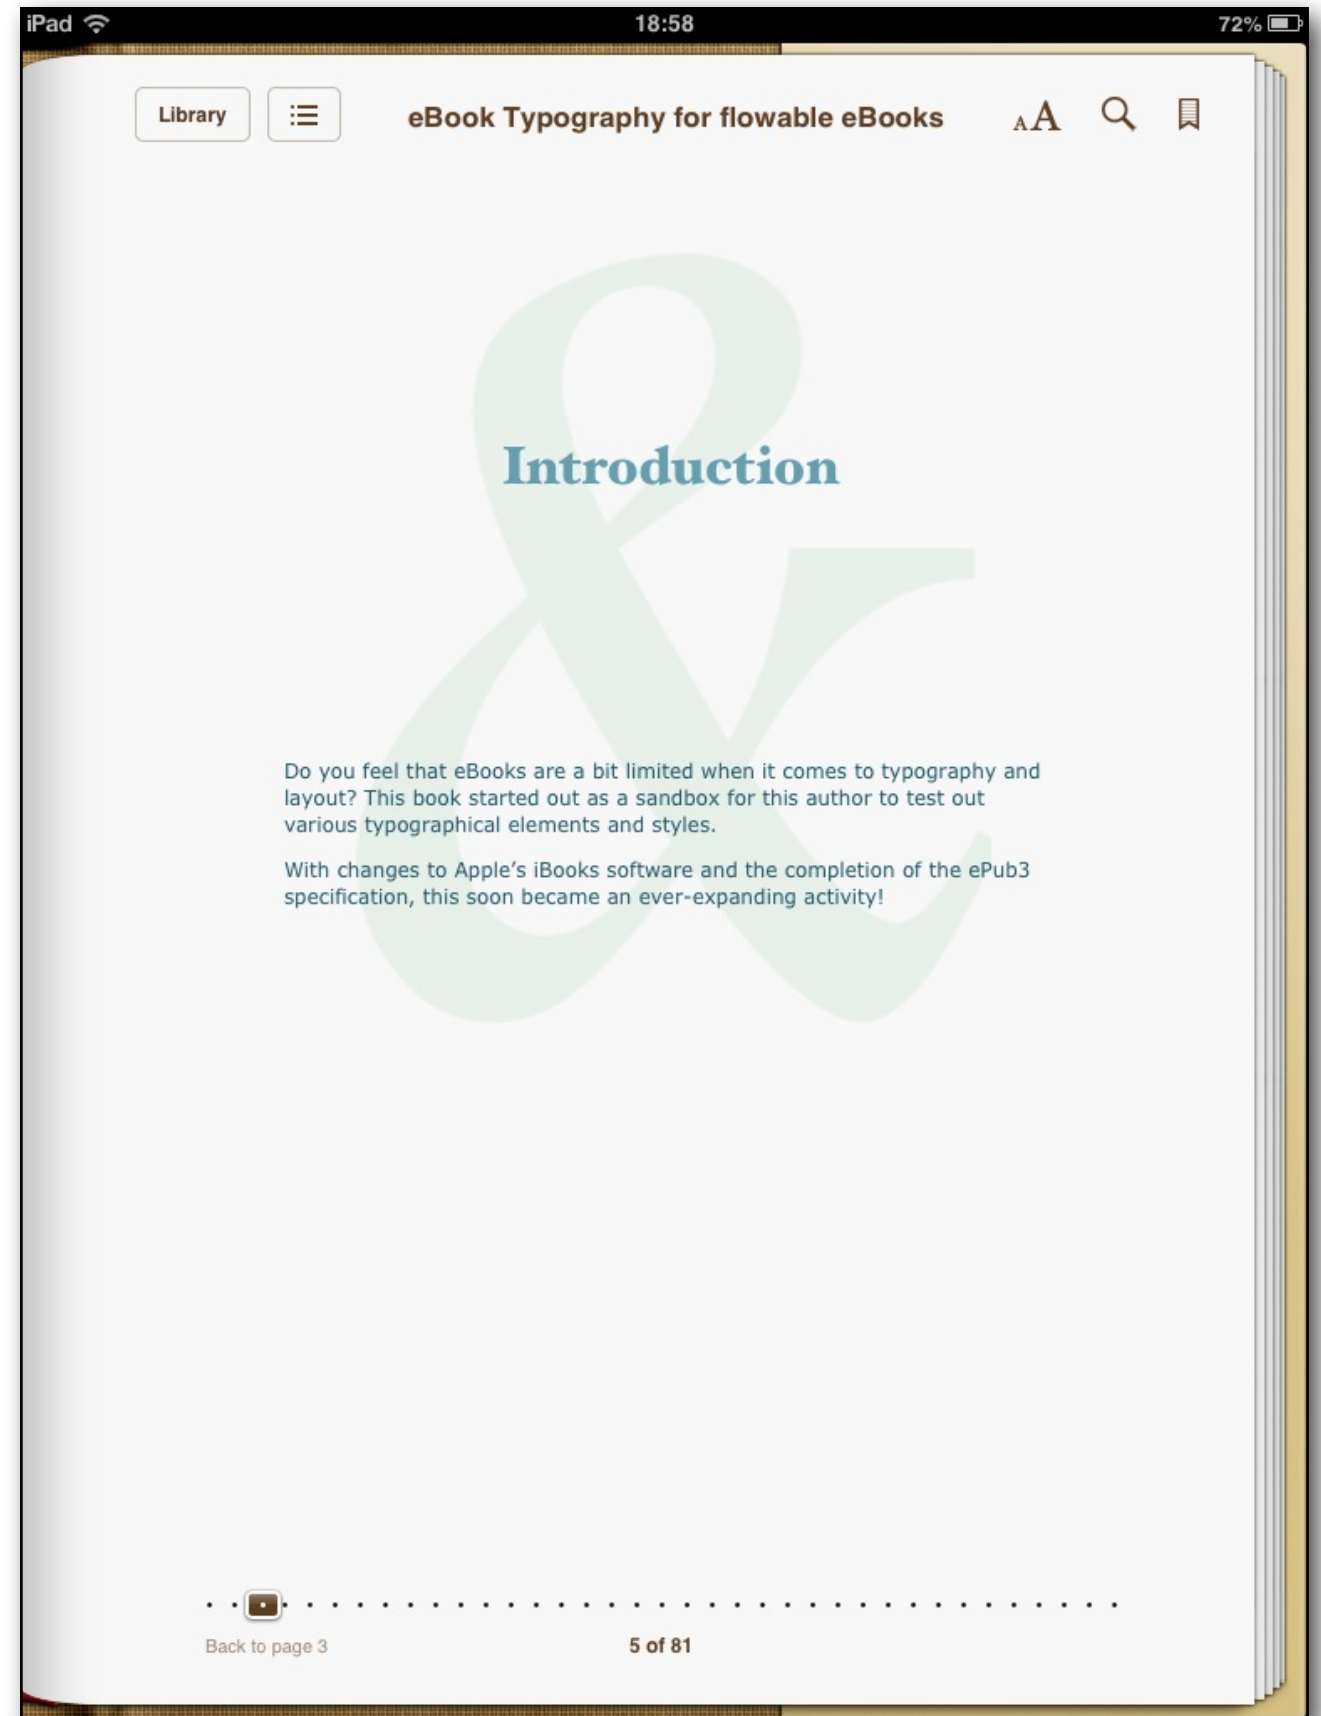 iPad 18:58 72%
Library eBook Typography for flowable eBooks AA
&
Introduction
Do you feel that eBooks are a bit limited when it comes to typography and
layout? This book started out as a sandbox for this author to test out
various typographical elements and styles.
With changes to Apple’s iBooks software and the completion of the ePub3
specification, this soon became an ever-expanding activity!
Back to page 3 5 of 81